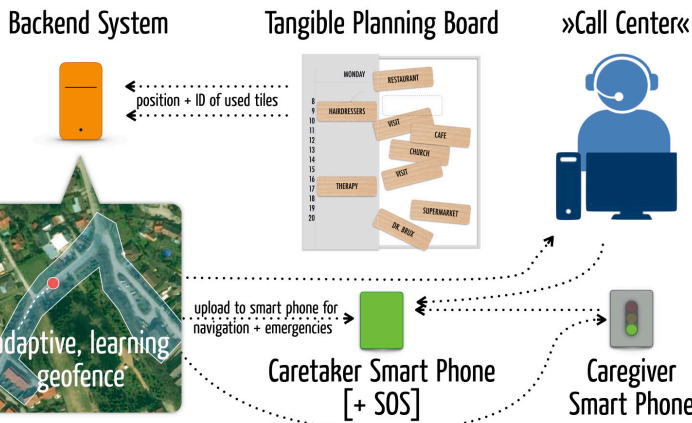 Backend System
Tangible Planning Board
»Call Center«
position + ID of used tiles
MONDAY
8
9
10
11
12
13
14
15
16
17
18
19
20
RESTAURANT
HAIRDRESSERS
VISIT
CAFE
CHURCH
VISIT
THERAPY
SUPERMARKET
DR. BRUX
adaptive, learning
geofence
upload to smart phone for
navigation + emergencies
Caretaker Smart Phone
[+ SOS]
Caregiver
Smart Phone